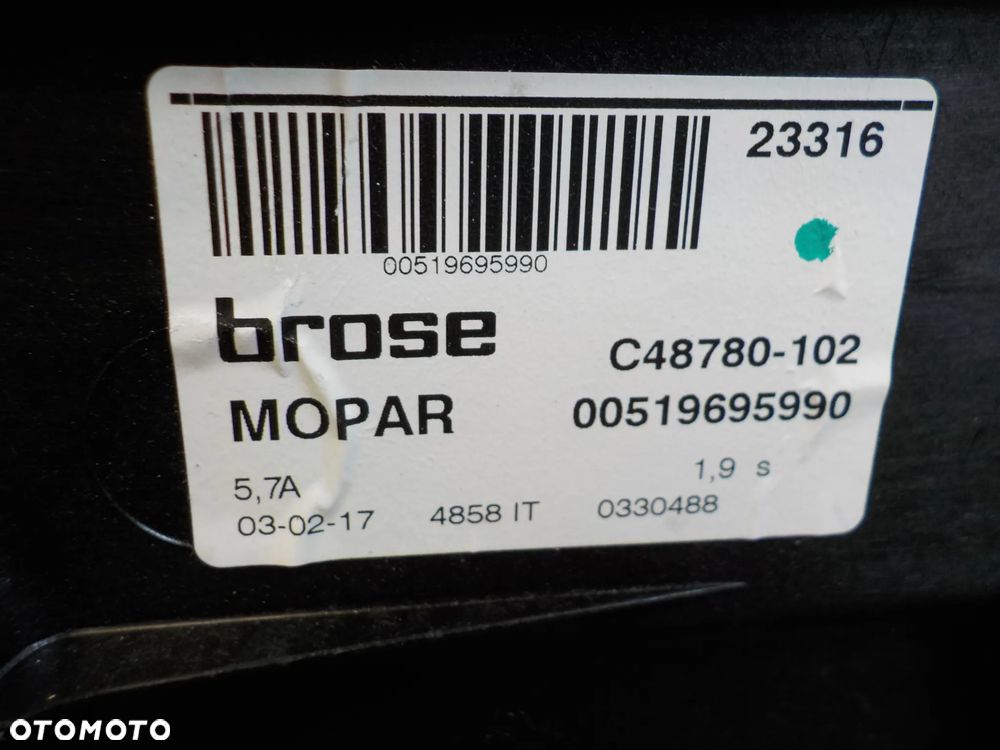 23316
00519695990
brose
C48780-102
MOPAR 00519695990
5,7A 1,9 s
03-02-17 4858 IT 0330488
OTOMOTO